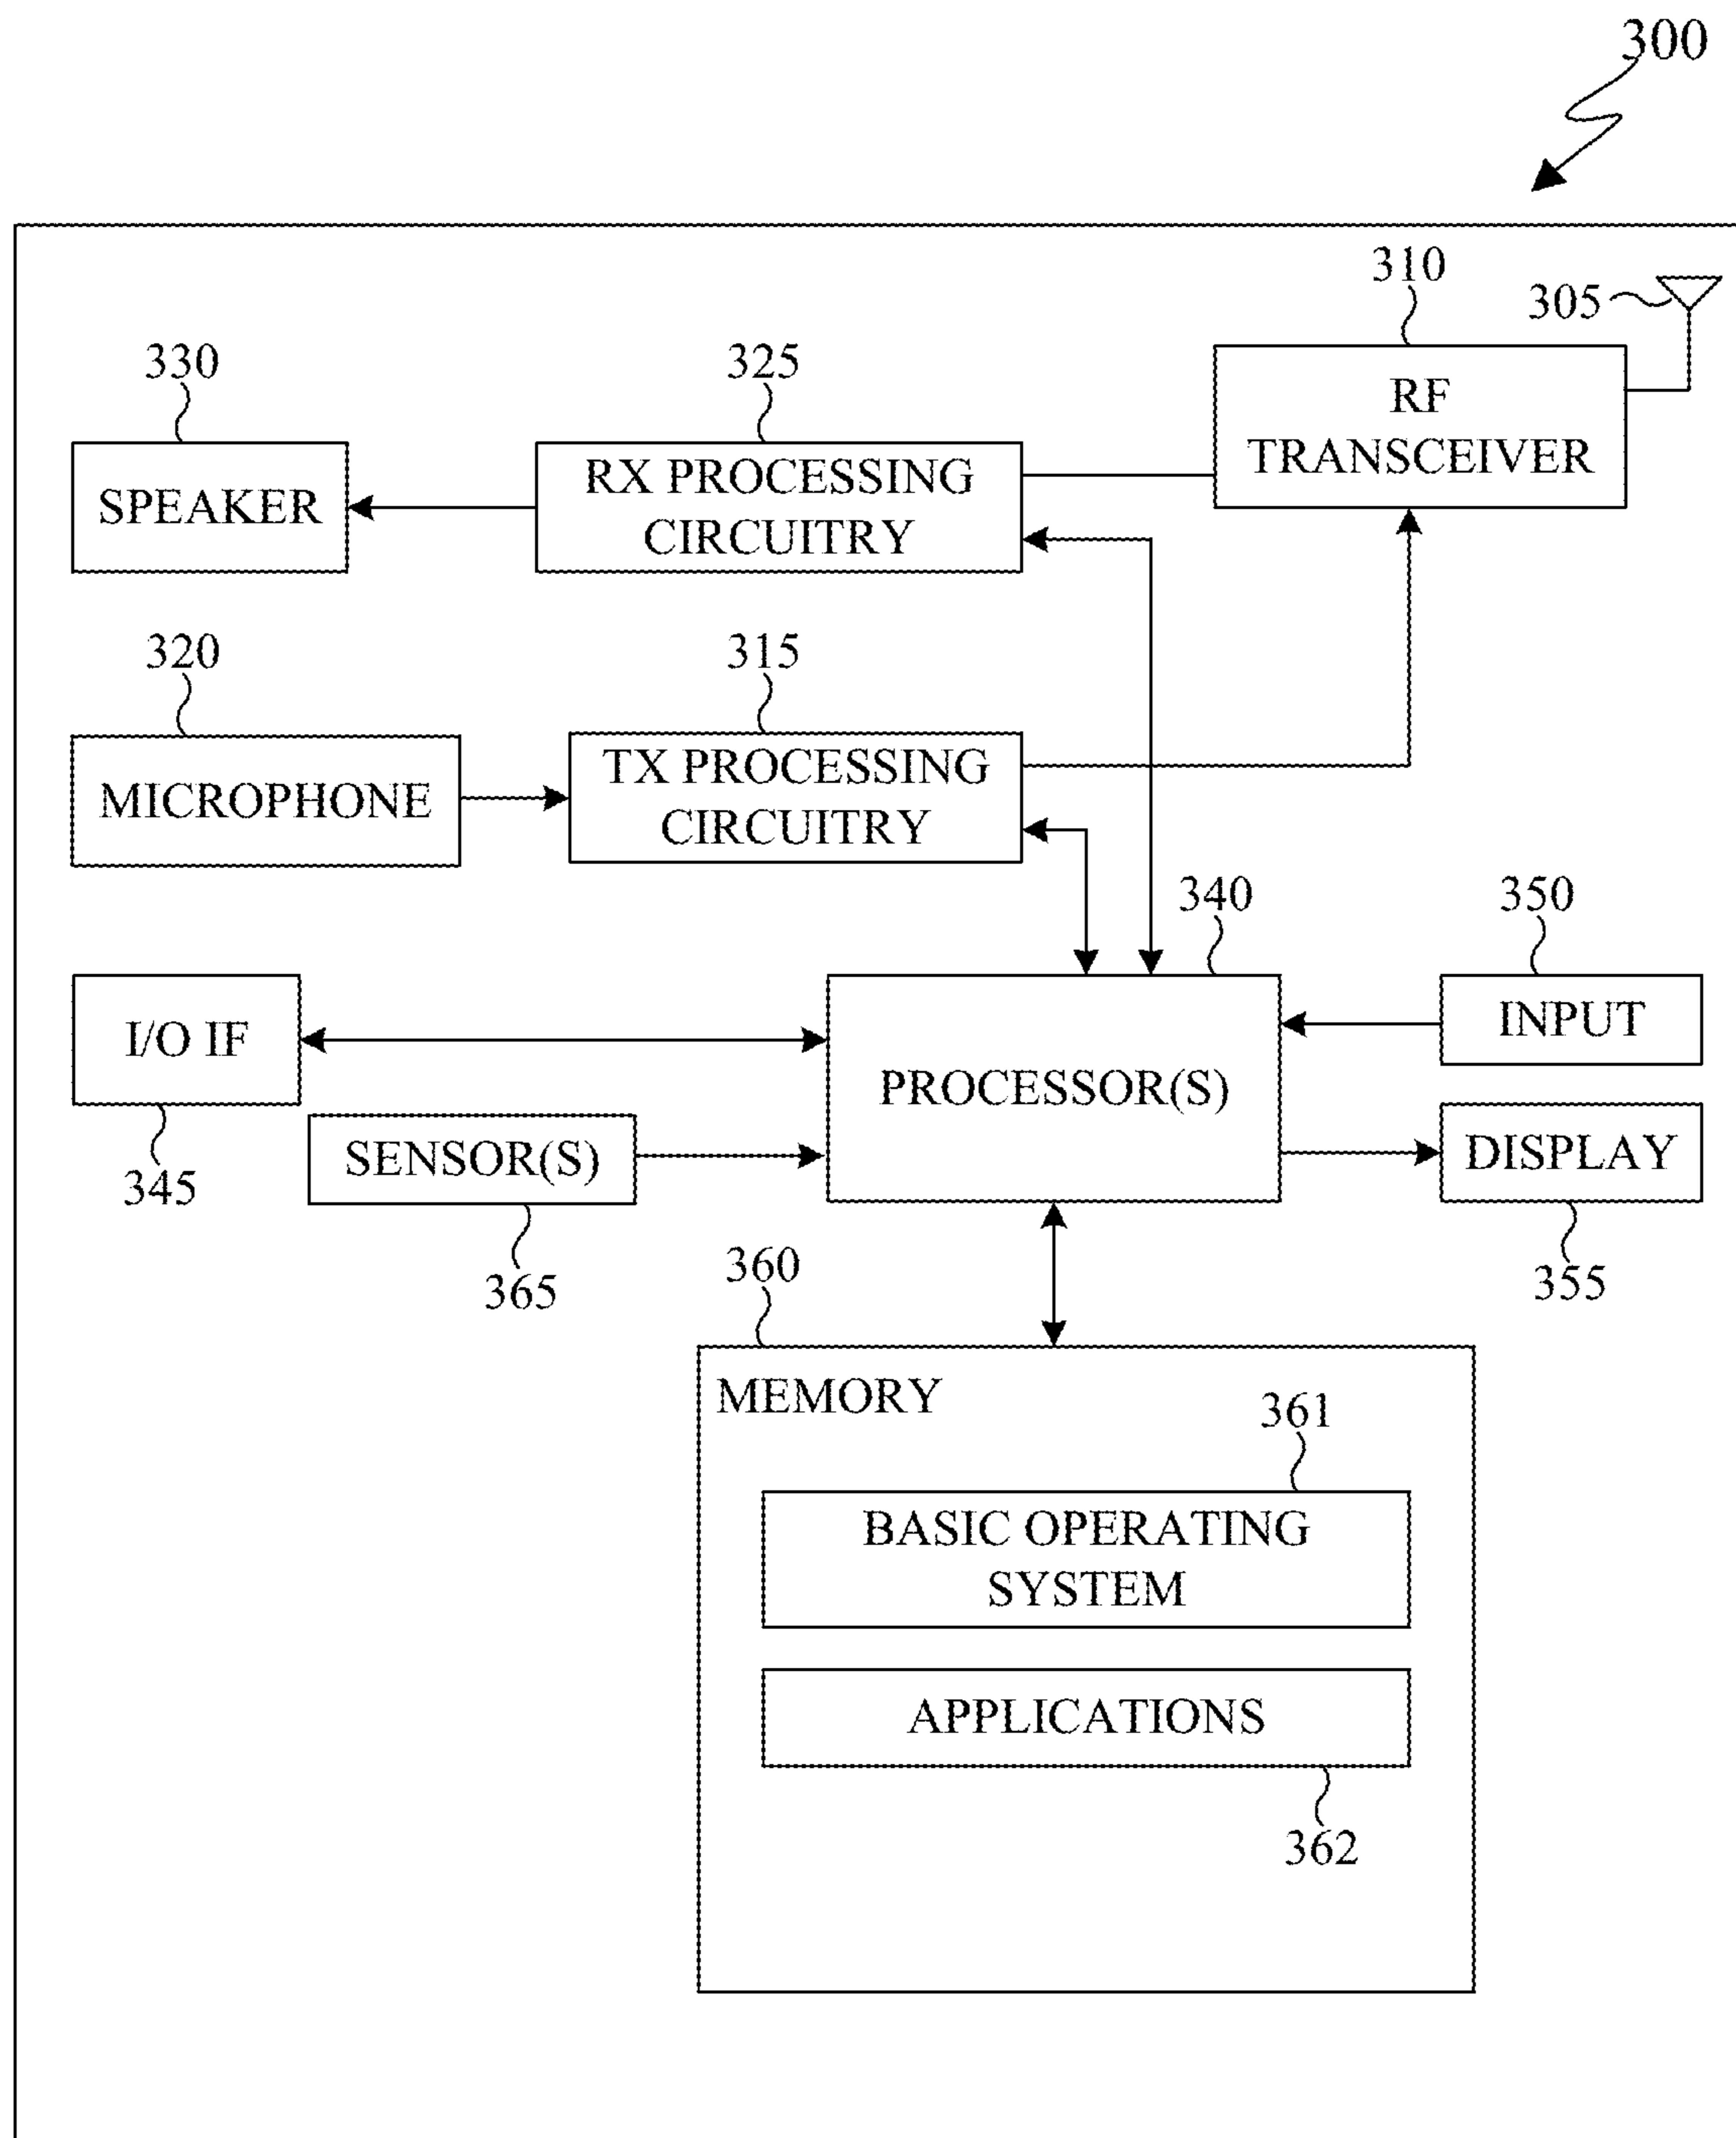 300
310
305
330
325
RF
TRANSCEIVER
SPEAKER
RX PROCESSING
CIRCUITRY
320
315
MICROPHONE
TX PROCESSING
CIRCUITRY
340
350
I/O IF
PROCESSOR(S)
INPUT
345
SENSOR(S)
DISPLAY
365
360
355
MEMORY
361
BASIC OPERATING
SYSTEM
APPLICATIONS
362